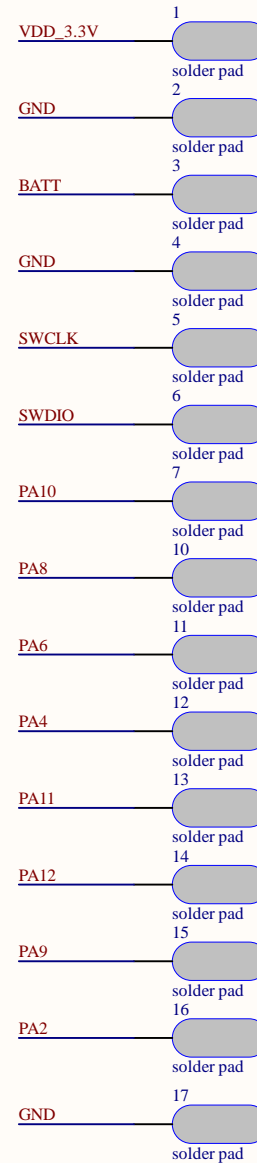 1
VDD_3.3V
solder pad
2
GND
solder pad
3
BATT
solder pad
4
GND
solder pad
5
SWCLK
solder pad
6
SWDIO
solder pad
7
PA10
solder pad
10
PA8
solder pad
11
PA6
solder pad
12
PA4
solder pad
13
PA11
solder pad
14
PA12
solder pad
15
PA9
solder pad
16
PA2
solder pad
17
GND
solder pad